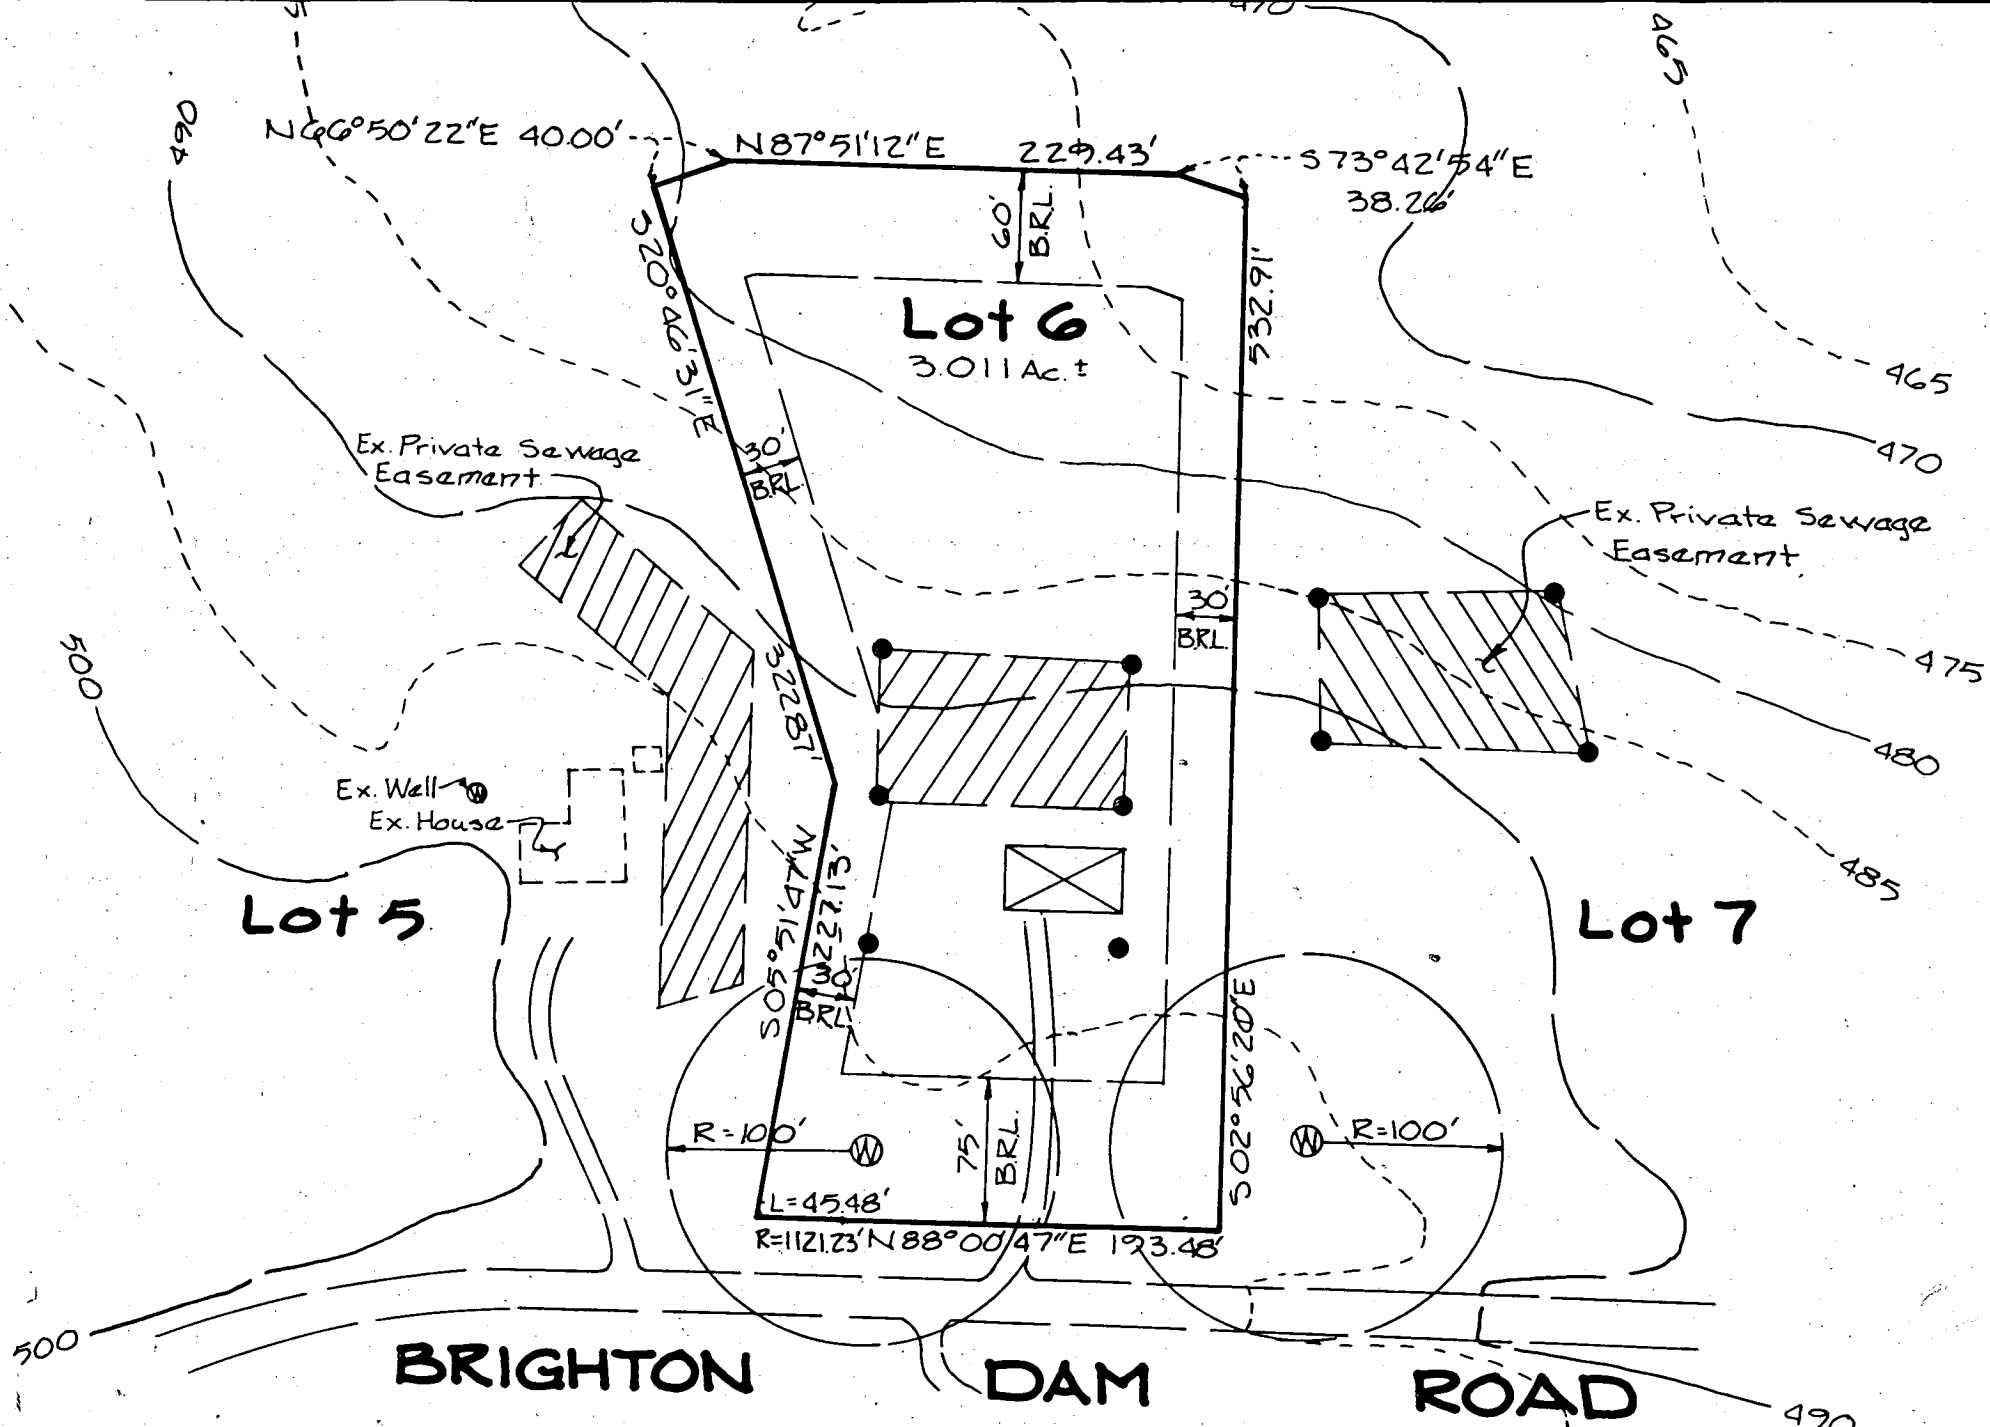 470
465
490
N66°50'22"E 40.00'
N87°51'12"E
S73°42'54"E
38.26'
60'
B.R.L.
Lot 6
3.011 Ac.±
S20°46'31"E
322.87'
532.91'
S02°56'20"E
465
470
Ex. Private Sewage
Easement
30'
B.R.L.
Ex. Private Sewage
Easement
30'
B.R.L.
475
500
480
Ex. Well W
Ex. House
485
Lot 5
Lot 7
S05°51'47"W
227.13'
30'
B.R.L.
R=100'
W
75'
B.R.L.
W
R=100'
L=45.48'
R=1121.23' N88°00'47"E 193.48'
500
BRIGHTON DAM ROAD
490